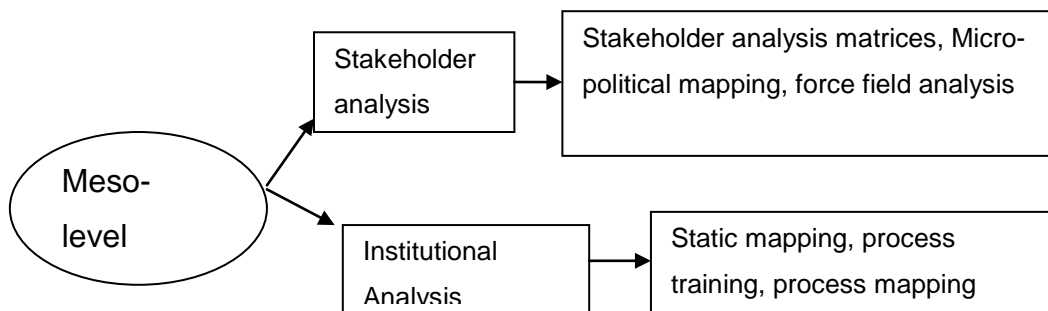 Stakeholder
analysis
Stakeholder analysis matrices, Micro-
political mapping, force field analysis
Meso-
level
Institutional
Analysis
Static mapping, process
training, process mapping